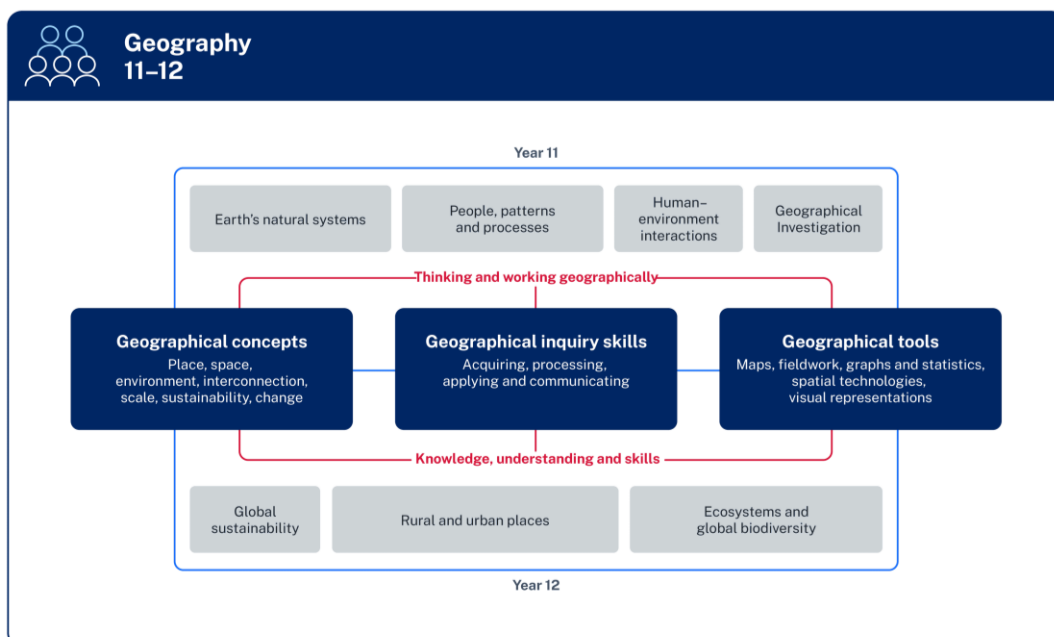 Geography
11–12
Year 11
Earth's natural systems
People, patterns
and processes
Human–
environment
interactions
Geographical
Investigation
Thinking and working geographically
Geographical concepts
Place, space,
environment, interconnection,
scale, sustainability, change
Geographical inquiry skills
Acquiring, processing,
applying and communicating
Geographical tools
Maps, fieldwork, graphs and statistics,
spatial technologies,
visual representations
Knowledge, understanding and skills
Global
sustainability
Rural and urban places
Ecosystems and
global biodiversity
Year 12